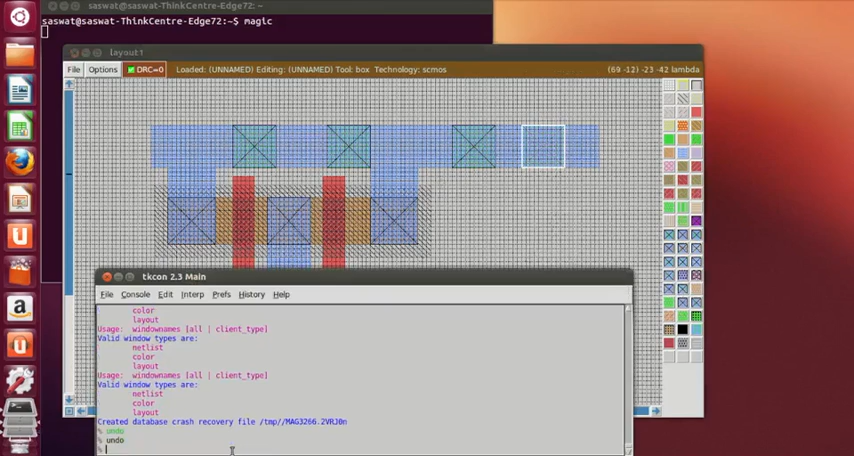 saswat@saswat-ThinkCentre-Edge72: ~
saswat@saswat-ThinkCentre-Edge72:~$ magic
layout1
File Options DRC=0 Loaded: (UNNAMED) Editing: (UNNAMED) Tool: box Technology: scmos (69 -12) -23 -42 lambda
tkcon 2.3 Main
File Console Edit Interp Prefs History Help
color
layout
Usage: windownames [all | client_type]
Valid window types are:
netlist
color
layout
Usage: windownames [all | client_type]
Valid window types are:
netlist
color
layout
Created database crash recovery file /tmp//MAG3266.2VRJ0n
% undo
% undo
%